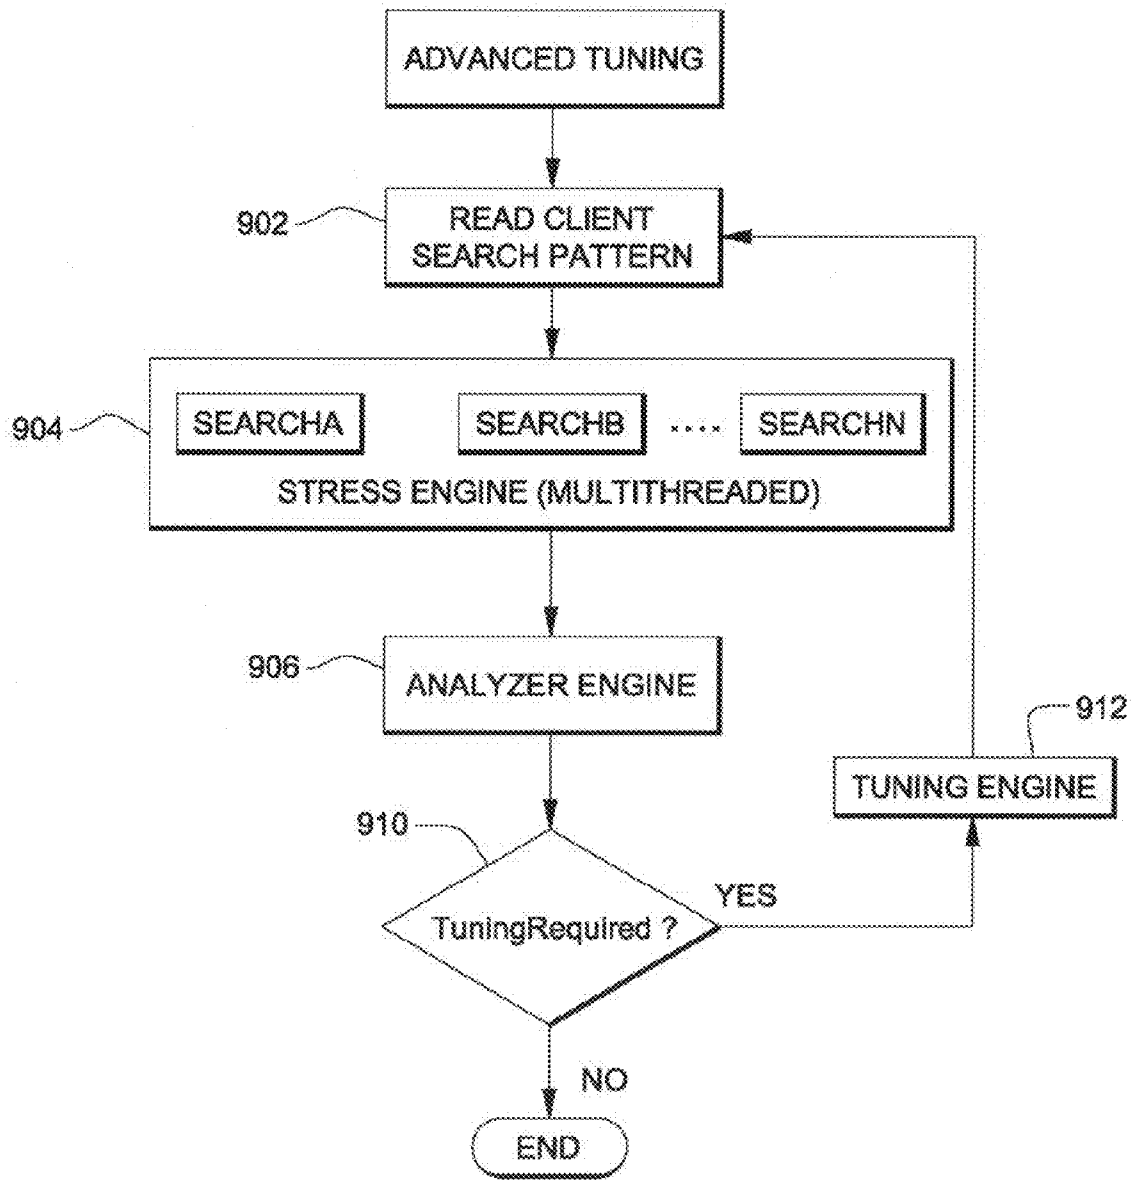 ADVANCED TUNING
902
READ CLIENT
SEARCH PATTERN
904
SEARCHA
SEARCHB
....
SEARCHN
STRESS ENGINE (MULTITHREADED)
906
ANALYZER ENGINE
912
TUNING ENGINE
910
TuningRequired ?
YES
NO
END